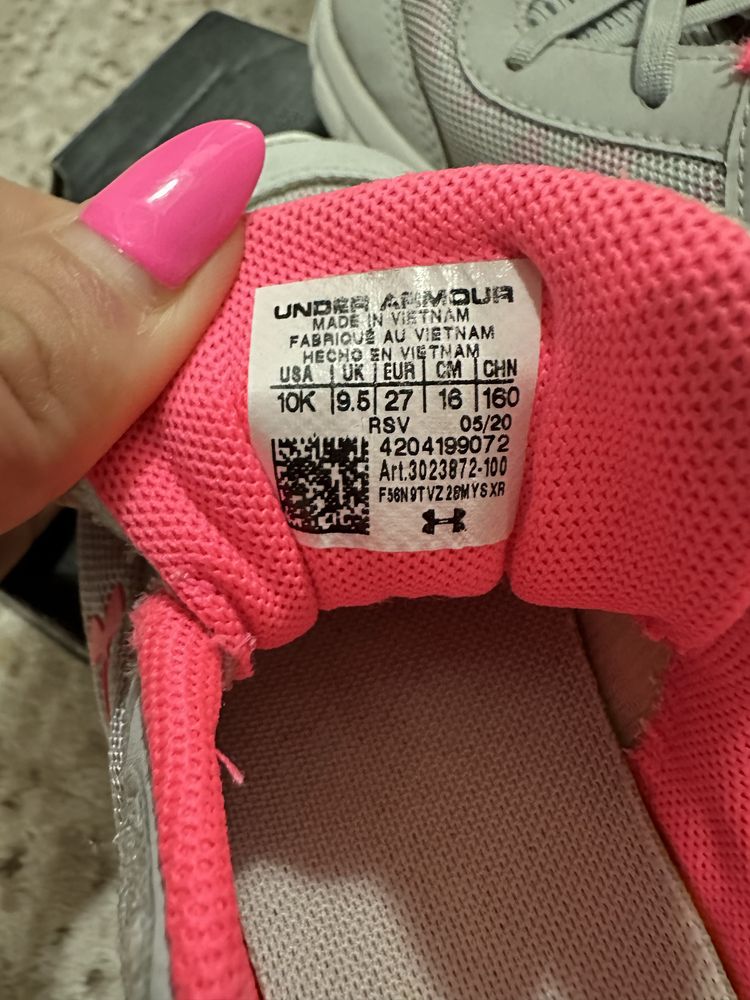 UNDER ARMOUR
MADE IN VIETNAM
FABRIQUÉ AU VIETNAM
HECHO EN VIETNAM
USA UK EUR CM CHN
10K 9.5 27 16 160
RSV 05/20
4204199072
Art.3023872-100
F56N9TVZ28MYSXR